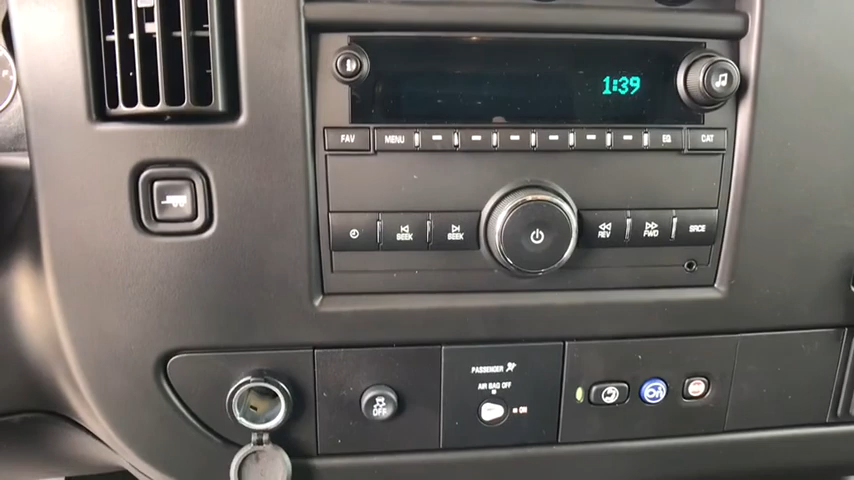 F
1:39
FAV MENU EQ CAT
SEEK SEEK REV FWD SRCE
PASSENGER
AIR BAG OFF
ON
OFF